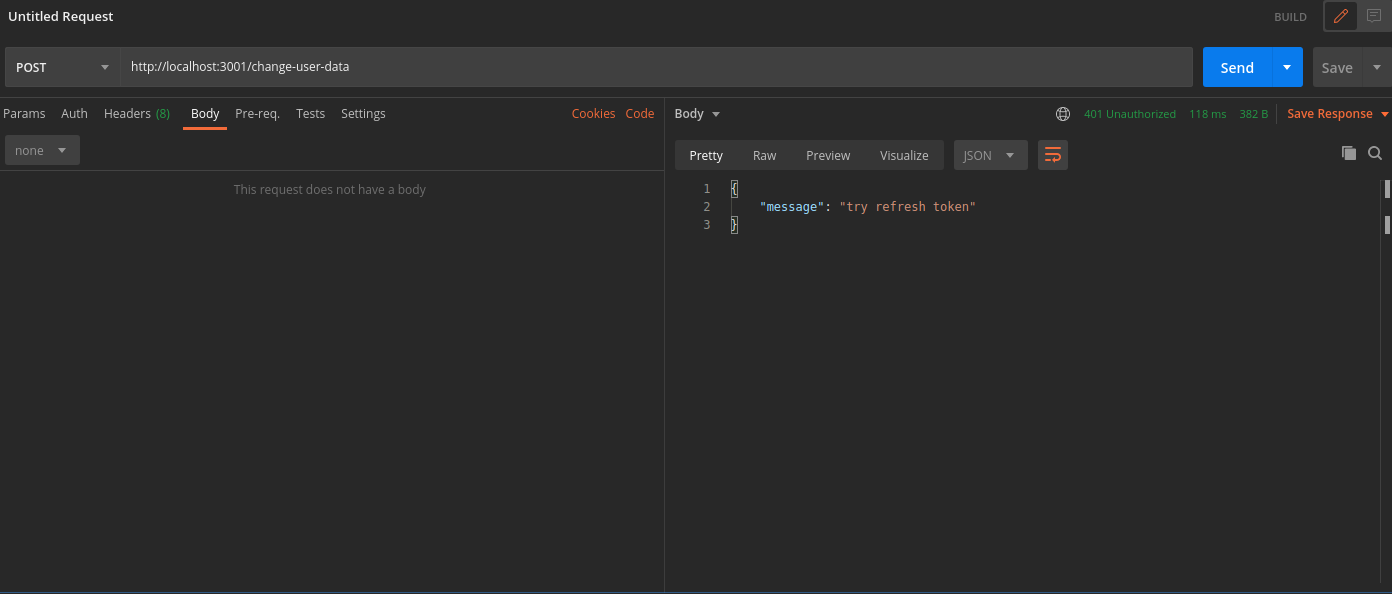 Untitled Request
BUILD
POST
http://localhost:3001/change-user-data
Send
Save
Params Auth Headers (8) Body Pre-req. Tests Settings Cookies Code
Body
401 Unauthorized 118 ms 382 B Save Response
none
Pretty Raw Preview Visualize JSON
This request does not have a body
1 {
2 "message": "try refresh token"
3 }